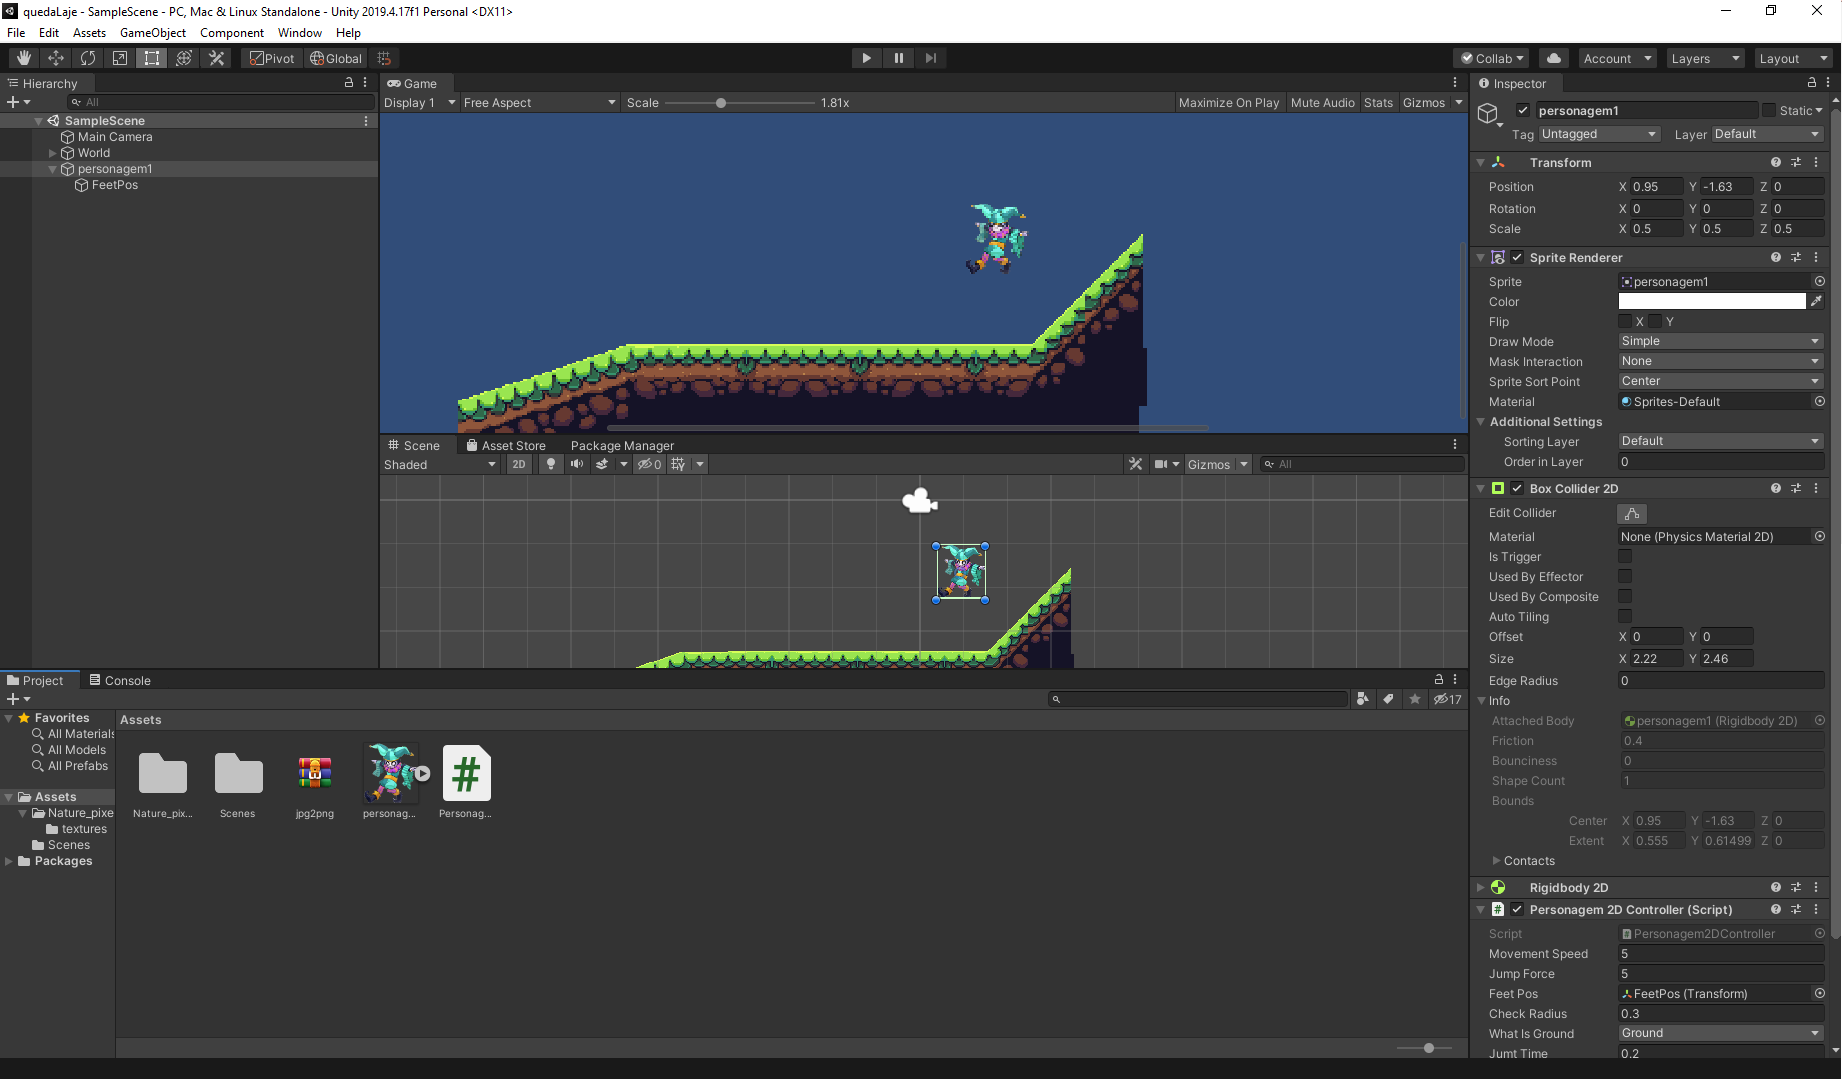 quedaLaje - SampleScene - PC, Mac & Linux Standalone - Unity 2019.4.17f1 Personal <DX11>
File Edit Assets GameObject Component Window Help
Pivot Global
Collab Account Layers Layout
Hierarchy
All
SampleScene
Main Camera
World
personagem1
FeetPos
Game
Display 1 Free Aspect Scale 1.81x Maximize On Play Mute Audio Stats Gizmos
Scene Asset Store Package Manager
Shaded 2D 0 Gizmos All
Project Console
17
Favorites
All Materials
All Models
All Prefabs
Assets
Nature_pixe
textures
Scenes
Packages
Assets
Nature_pix... Scenes jpg2png personag... Personag...
Inspector
personagem1 Static
Tag Untagged Layer Default
Transform
Position X 0.95 Y -1.63 Z 0
Rotation X 0 Y 0 Z 0
Scale X 0.5 Y 0.5 Z 0.5
Sprite Renderer
Sprite personagem1
Color
Flip X Y
Draw Mode Simple
Mask Interaction None
Sprite Sort Point Center
Material Sprites-Default
Additional Settings
Sorting Layer Default
Order in Layer 0
Box Collider 2D
Edit Collider
Material None (Physics Material 2D)
Is Trigger
Used By Effector
Used By Composite
Auto Tiling
Offset X 0 Y 0
Size X 2.22 Y 2.46
Edge Radius 0
Info
Attached Body personagem1 (Rigidbody 2D)
Friction 0.4
Bounciness 0
Shape Count 1
Bounds
Center X 0.95 Y -1.63 Z 0
Extent X 0.555 Y 0.61499 Z 0
Contacts
Rigidbody 2D
Personagem 2D Controller (Script)
Script Personagem2DController
Movement Speed 5
Jump Force 5
Feet Pos FeetPos (Transform)
Check Radius 0.3
What Is Ground Ground
Jumt Time 0.2